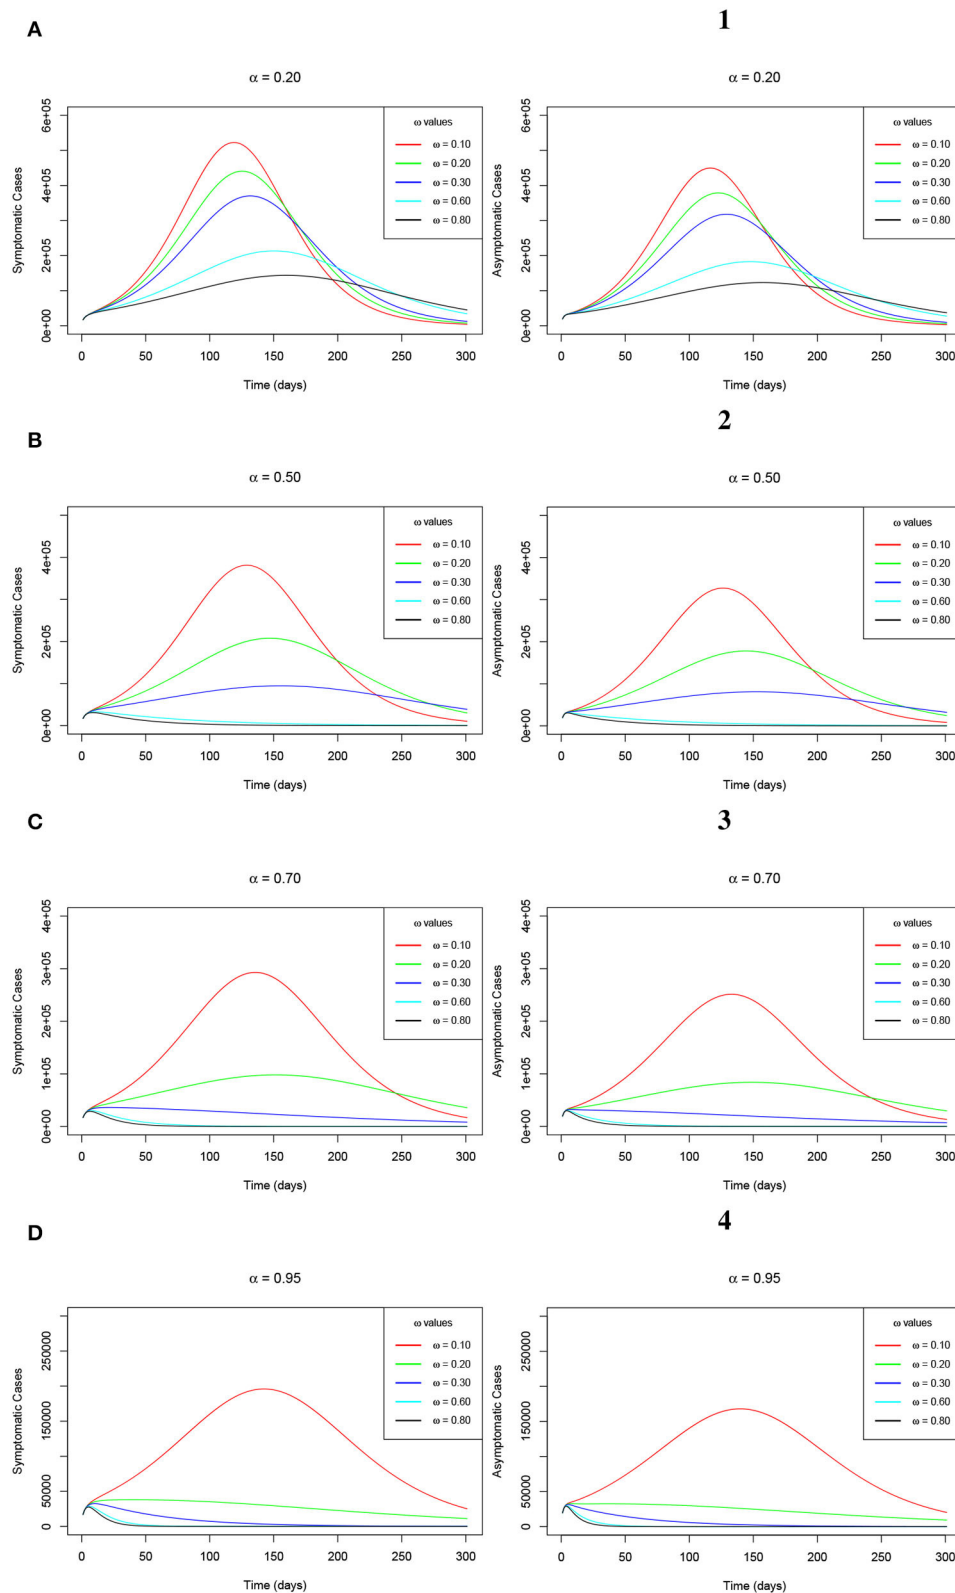 1
A
α = 0.20
Symptomatic Cases
0e+00
2e+05
4e+05
6e+05
ω values
ω = 0.10
ω = 0.20
ω = 0.30
ω = 0.60
ω = 0.80
0 50 100 150 200 250 300
Time (days)
α = 0.20
Asymptomatic Cases
0e+00
2e+05
4e+05
6e+05
ω values
ω = 0.10
ω = 0.20
ω = 0.30
ω = 0.60
ω = 0.80
0 50 100 150 200 250 300
Time (days)
2
B
α = 0.50
Symptomatic Cases
0e+00
2e+05
4e+05
ω values
ω = 0.10
ω = 0.20
ω = 0.30
ω = 0.60
ω = 0.80
0 50 100 150 200 250 300
Time (days)
α = 0.50
Asymptomatic Cases
0e+00
2e+05
4e+05
ω values
ω = 0.10
ω = 0.20
ω = 0.30
ω = 0.60
ω = 0.80
0 50 100 150 200 250 300
Time (days)
3
C
α = 0.70
Symptomatic Cases
0e+00
1e+05
2e+05
3e+05
4e+05
ω values
ω = 0.10
ω = 0.20
ω = 0.30
ω = 0.60
ω = 0.80
0 50 100 150 200 250 300
Time (days)
α = 0.70
Asymptomatic Cases
0e+00
1e+05
2e+05
3e+05
4e+05
ω values
ω = 0.10
ω = 0.20
ω = 0.30
ω = 0.60
ω = 0.80
0 50 100 150 200 250 300
Time (days)
4
D
α = 0.95
Symptomatic Cases
0
50000
150000
250000
ω values
ω = 0.10
ω = 0.20
ω = 0.30
ω = 0.60
ω = 0.80
0 50 100 150 200 250 300
Time (days)
α = 0.95
Asymptomatic Cases
0
50000
150000
250000
ω values
ω = 0.10
ω = 0.20
ω = 0.30
ω = 0.60
ω = 0.80
0 50 100 150 200 250 300
Time (days)